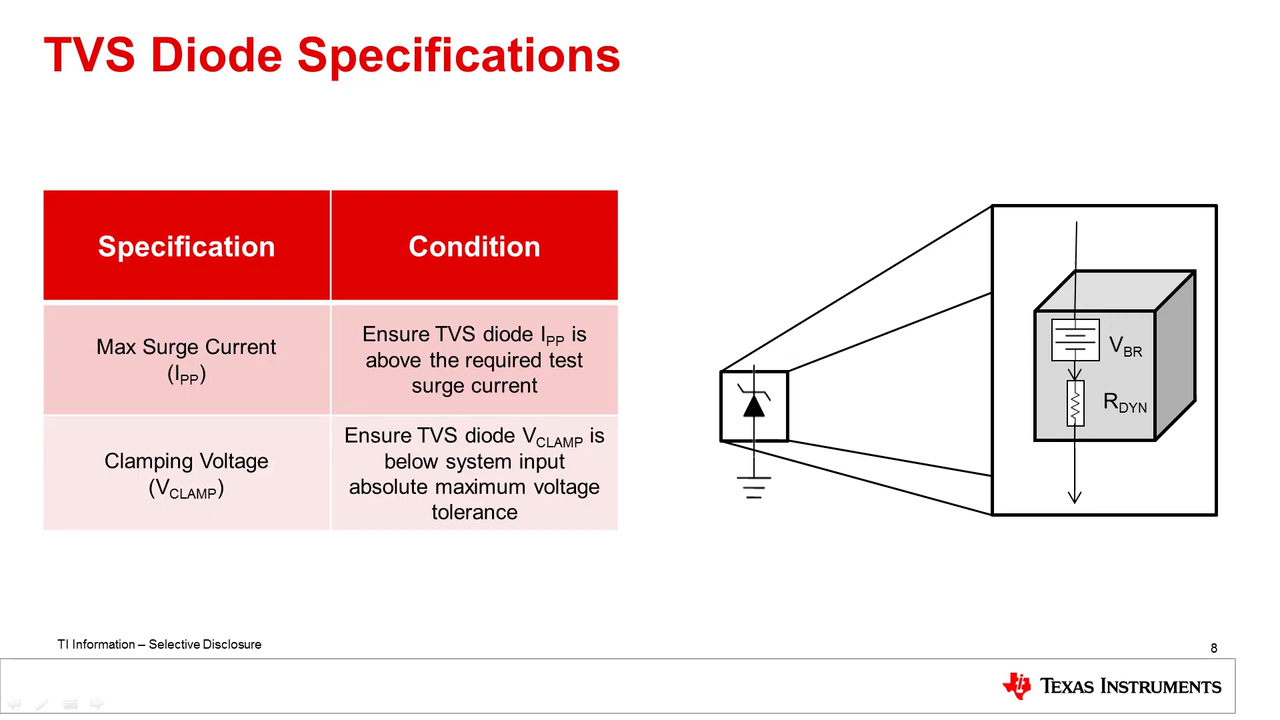 TVS Diode Specifications
Specification
Condition
Max Surge Current
(IPP)
Ensure TVS diode IPP is
above the required test
surge current
Clamping Voltage
(VCLAMP)
Ensure TVS diode VCLAMP is
below system input
absolute maximum voltage
tolerance
VBR
RDYN
TI Information – Selective Disclosure
8
TEXAS INSTRUMENTS